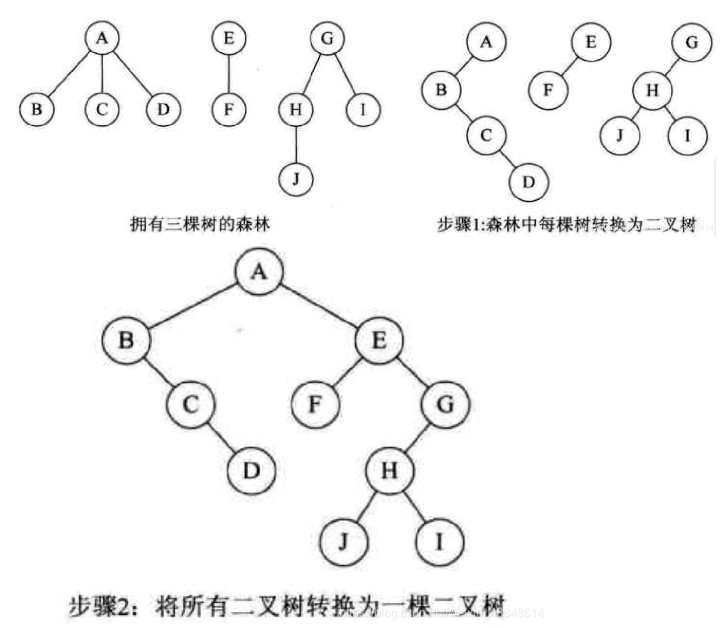 A E G A E G
B C D F H I B F H
J C J I
D
拥有三棵树的森林
步骤1:森林中每棵树转换为二叉树
A
B E
C F G
D H
J I
步骤2：将所有二叉树转换为一棵二叉树